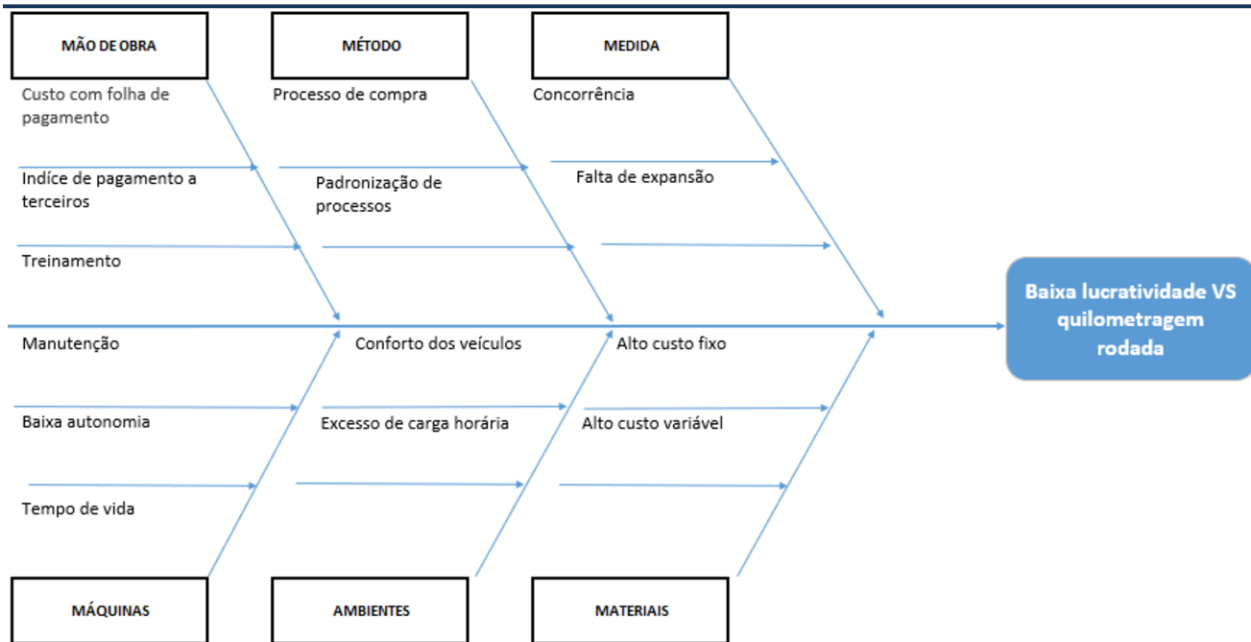 MÃO DE OBRA
MÉTODO
MEDIDA
Custo com folha de
pagamento
Processo de compra
Concorrência
Indíce de pagamento a
terceiros
Padronização de
processos
Falta de expansão
Treinamento
Baixa lucratividade VS
quilometragem
rodada
Manutenção
Conforto dos veículos
Alto custo fixo
Baixa autonomia
Excesso de carga horária
Alto custo variável
Tempo de vida
MÁQUINAS
AMBIENTES
MATERIAIS